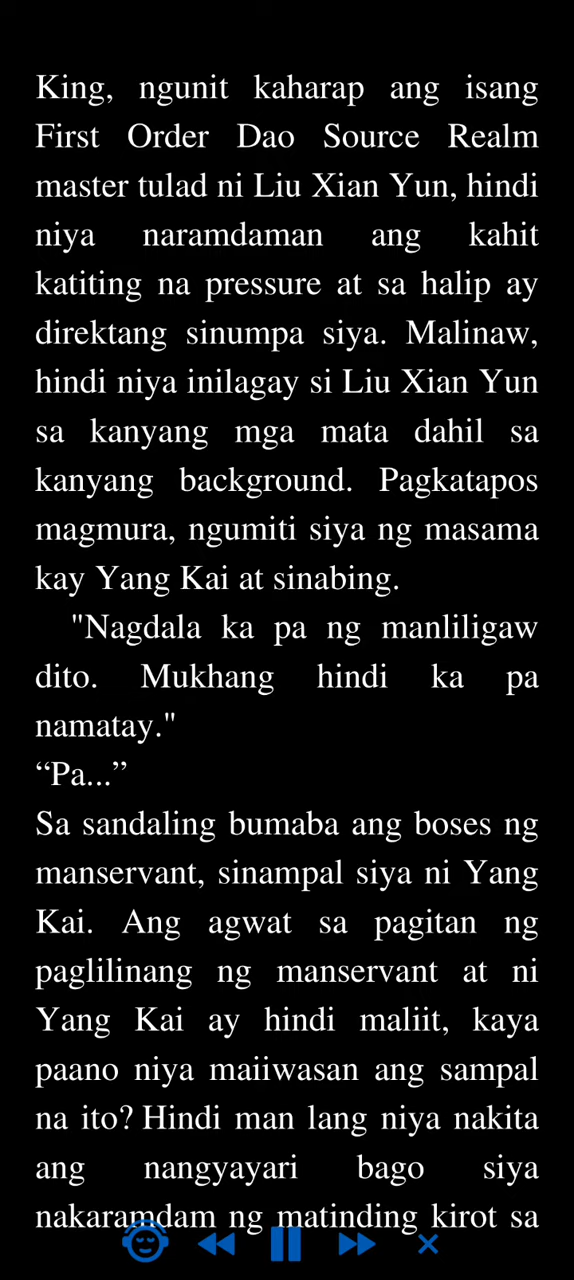 King, ngunit kaharap ang isang
First Order Dao Source Realm
master tulad ni Liu Xian Yun, hindi
niya naramdaman ang kahit
katiting na pressure at sa halip ay
direktang sinumpa siya. Malinaw,
hindi niya inilagay si Liu Xian Yun
sa kanyang mga mata dahil sa
kanyang background. Pagkatapos
magmura, ngumiti siya ng masama
kay Yang Kai at sinabing.
"Nagdala ka pa ng manliligaw
dito. Mukhang hindi ka pa
namatay."
“Pa...”
Sa sandaling bumaba ang boses ng
manservant, sinampal siya ni Yang
Kai. Ang agwat sa pagitan ng
paglilinang ng manservant at ni
Yang Kai ay hindi maliit, kaya
paano niya maiiwasan ang sampal
na ito? Hindi man lang niya nakita
ang nangyayari bago siya
nakaramdam ng matinding kirot sa